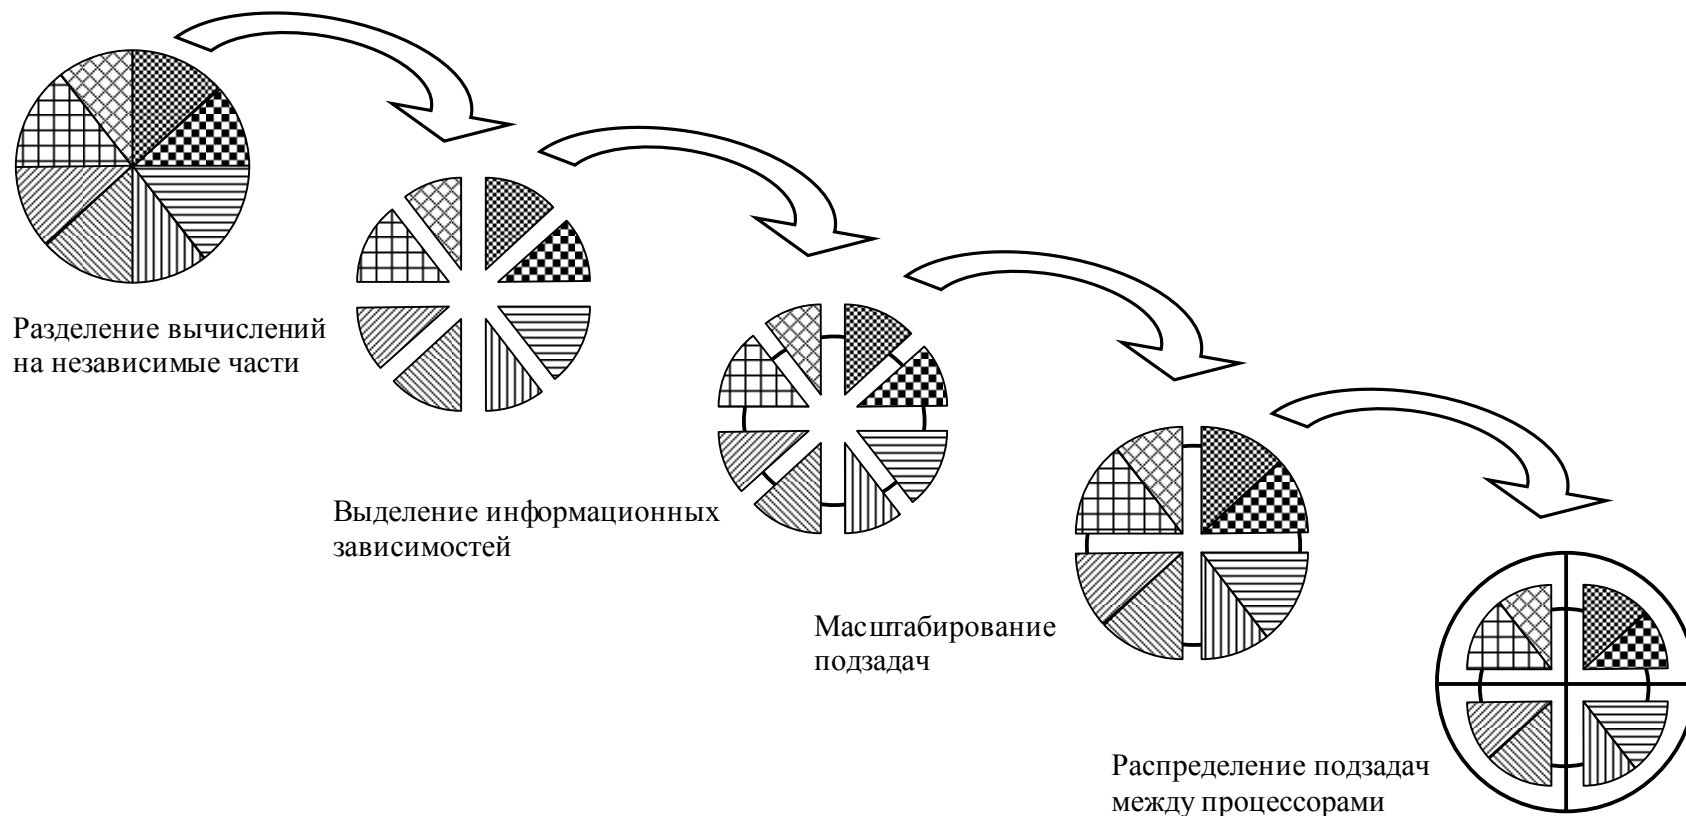 Разделение вычислений
на независимые части
Выделение информационных
зависимостей
Масштабирование
подзадач
Распределение подзадач
между процессорами